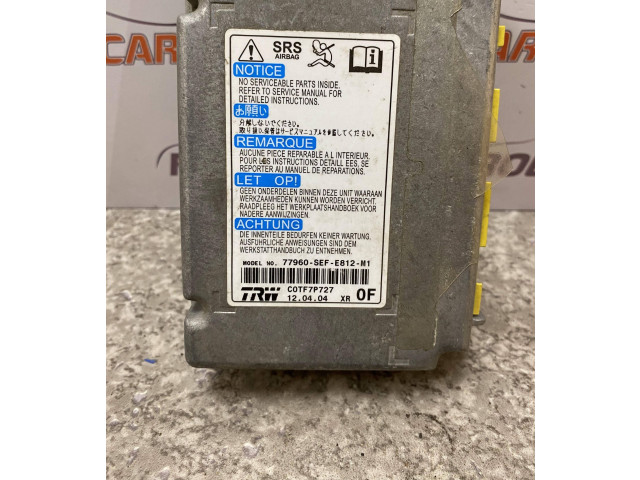 CARS
SRS
AIRBAG
NOTICE
NO SERVICEABLE PARTS INSIDE.
REFER TO SERVICE MANUAL FOR
DETAILED INSTRUCTIONS.
お願い
分解しないでください。
取り扱い、保管はサービスマニュアルを参照してください。
REMARQUE
AUCUNE PIECE REPARABLE A L INTERIEUR.
POUR LES INSTRUCTIONS DETAILL EES, SE
REPORTER AU MANUEL DE REPARATIONS.
LET OP!
GEEN ONDERDELEN BINNEN DEZE UNIT WAARAAN
WERKZAAMHEDEN KUNNEN WORDEN VERRICHT.
RAADPLEEG HET WERKPLAATSHANDBOEK VOOR
NADERE AANWIJZINGEN
ACHTUNG
DIE INNENTEILE BEDURFEN KEINER WARTUNG.
AUSFUHRLICHE ANWEISUNGEN SIND DEM
WERKSTATTHANDBUCH ZU ENTNEHMEN.
MODEL NO. 77960-SEF-E812-M1
TRW C0TF7P727
12.04.04 XR 0F